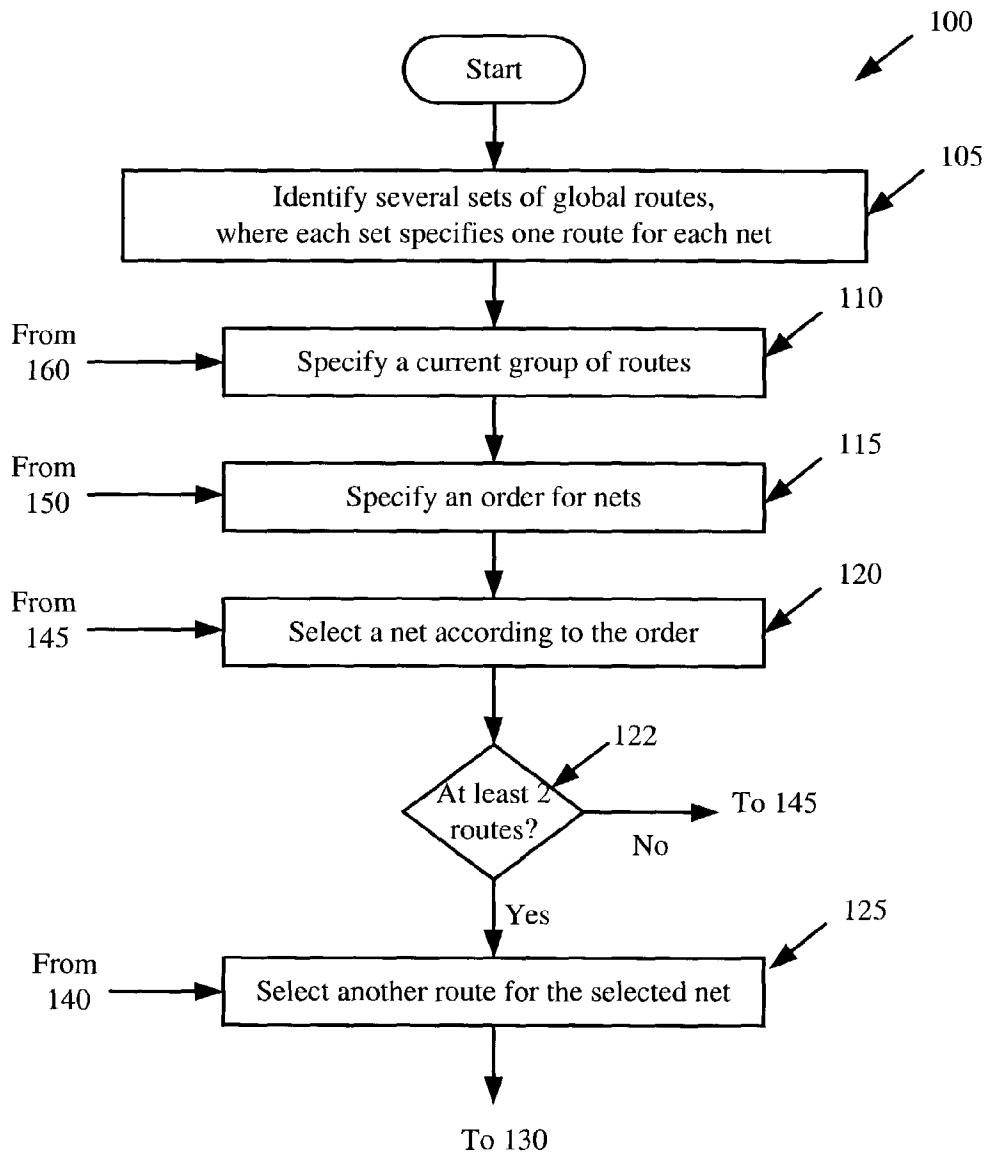 100
Start
105
Identify several sets of global routes,
where each set specifies one route for each net
110
From
160
Specify a current group of routes
115
From
150
Specify an order for nets
120
From
145
Select a net according to the order
122
At least 2
routes?
To 145
No
Yes
125
From
140
Select another route for the selected net
To 130